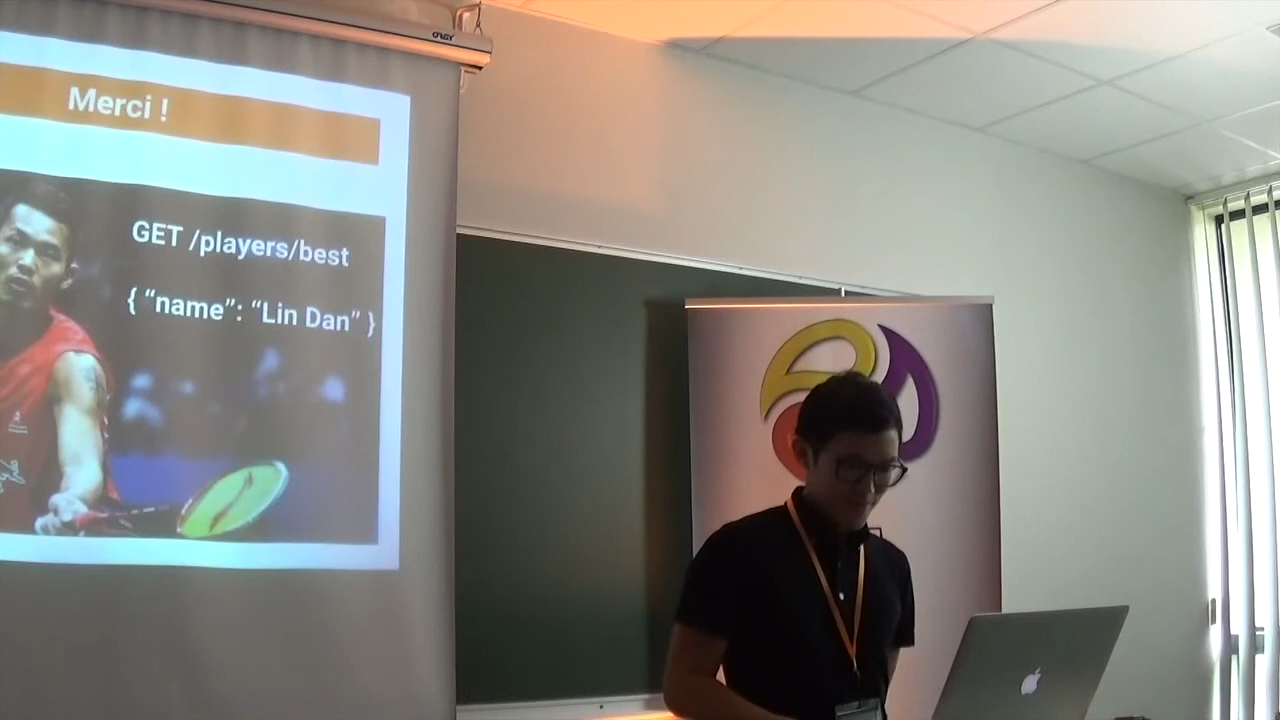 Merci !
GET /players/best
{ “name”: “Lin Dan” }